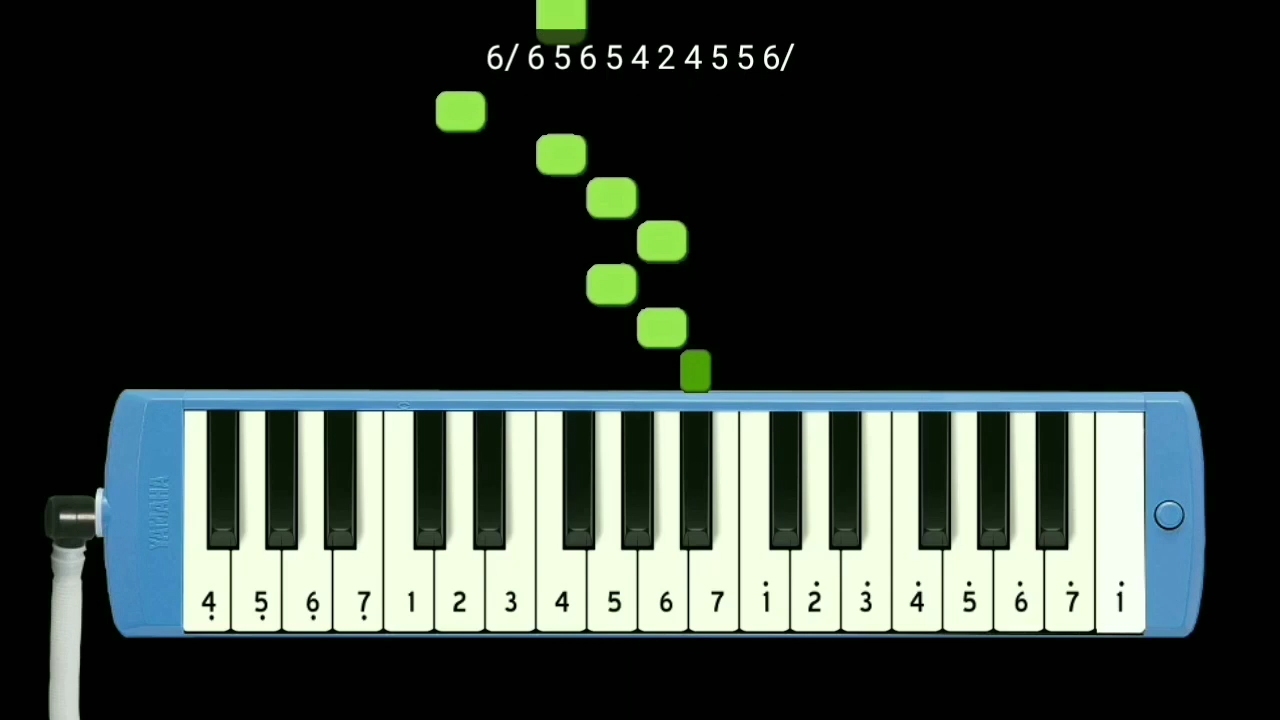 6/ 6 5 6 5 4 2 4 5 5 6/
YAMAHA
4̣ 5̣ 6̣ 7̣ 1 2 3 4 5 6 7 1̇ 2̇ 3̇ 4̇ 5̇ 6̇ 7̇ 1̇